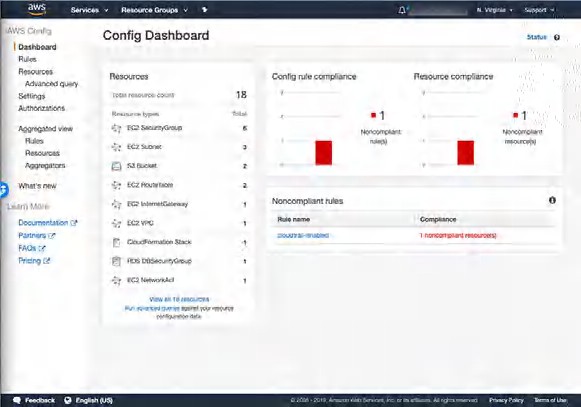 aws
Services
Resource Groups
N. Virginia
Support
AWS Config
Dashboard
Rules
Resources
Advanced query
Settings
Authorizations
Aggregated view
Rules
Resources
Aggregators
What's new
Learn More
Documentation
Partners
FAQs
Pricing
Config Dashboard
Status
Resources
Total resource count 18
Resource types Total
EC2 SecurityGroup
EC2 Subnet
S3 Bucket 2
EC2 RouteTable 2
EC2 InternetGateway 1
EC2 VPC 1
CloudFormation Stack 1
RDS DBSecurityGroup 1
EC2 NetworkAcl 1
View all 18 resources
Run advanced queries against your resource
configuration data
Config rule compliance
1
Noncompliant
rule(s)
Resource compliance
1
Noncompliant
resource(s)
Noncompliant rules
Rule name Compliance
cloudtrail-enabled 1 noncompliant resource(s)
Feedback
English (US)
© 2008 - 2019, Amazon Web Services, Inc. or its affiliates. All rights reserved.
Privacy Policy
Terms of Use